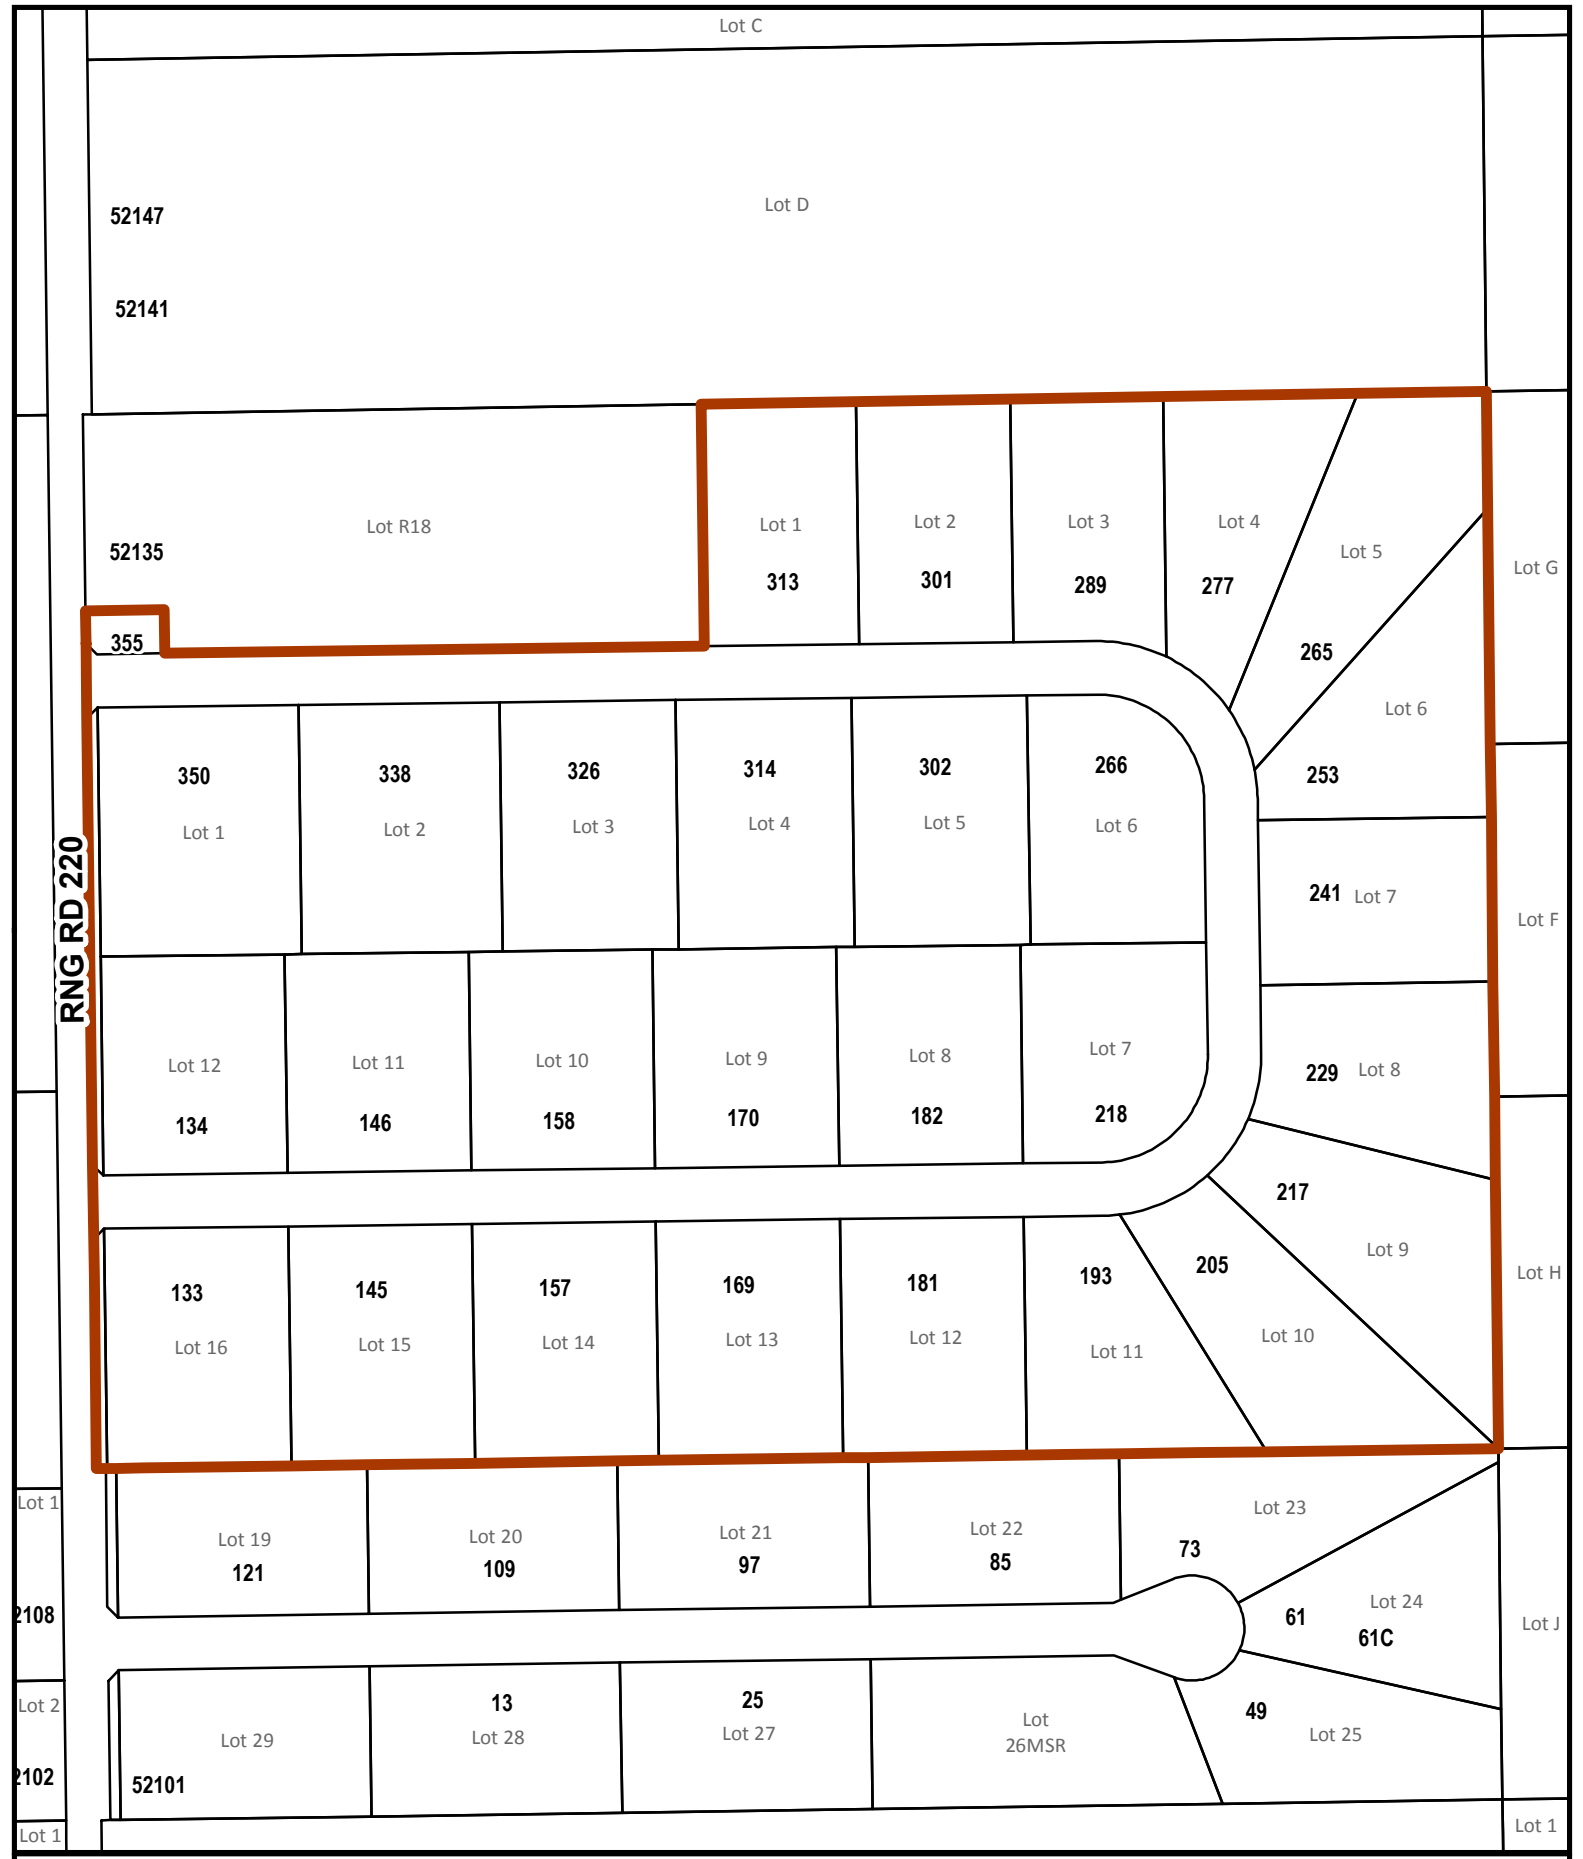 Lot C
Lot D
52147
52141
Lot R18
52135
355
Lot 1
313
Lot 2
301
Lot 3
289
Lot 4
277
Lot 5
265
Lot 6
253
Lot G
350
Lot 1
338
Lot 2
326
Lot 3
314
Lot 4
302
Lot 5
266
Lot 6
241 Lot 7
Lot F
RNG RD 220
Lot 12
134
Lot 11
146
Lot 10
158
Lot 9
170
Lot 8
182
Lot 7
218
229 Lot 8
217
Lot 9
205
Lot 10
Lot H
133
Lot 16
145
Lot 15
157
Lot 14
169
Lot 13
181
Lot 12
193
Lot 11
Lot 1
Lot 19
121
Lot 20
109
Lot 21
97
Lot 22
85
Lot 23
73
2108
61
Lot 24
61C
Lot J
Lot 2
2102
Lot 29
52101
13
Lot 28
25
Lot 27
Lot
26MSR
49
Lot 25
Lot 1
Lot 1